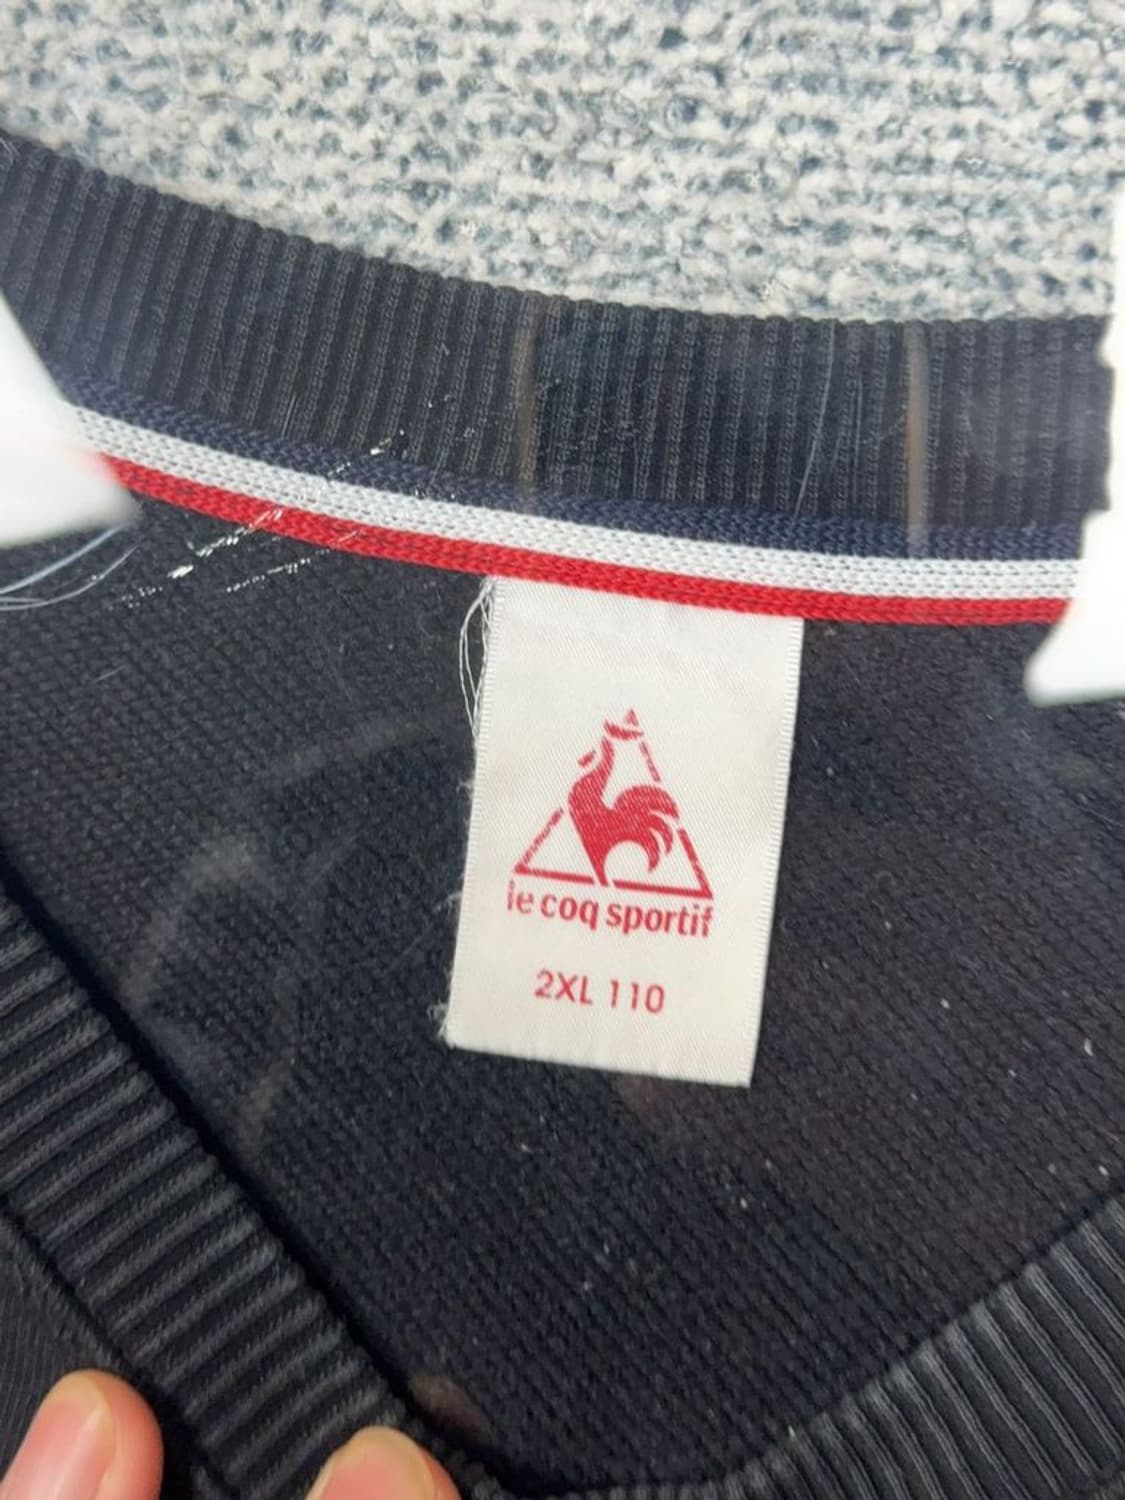 le coq sportif
2XL 110